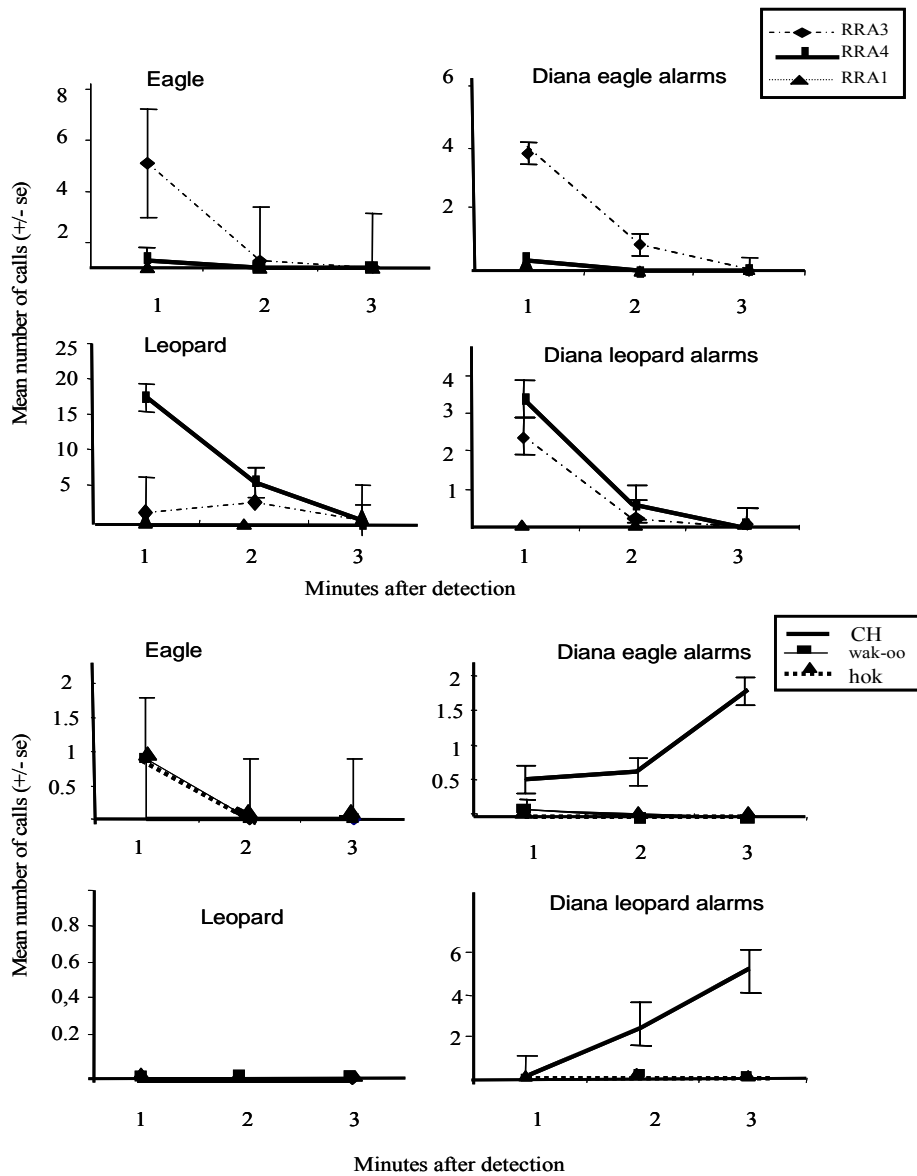 RRA3
RRA4
RRA1
Eagle
Diana eagle alarms
8
6
4
2
1 2 3
6
4
2
1 2 3
Mean number of calls (+/- se)
Leopard
Diana leopard alarms
25
20
15
10
5
1 2 3
4
3
2
1
1 2 3
Minutes after detection
CH
wak-oo
hok
Eagle
Diana eagle alarms
2
1.5
1
0.5
1 2 3
2
1.5
1
0.5
1 2 3
Mean number of calls (+/- se)
Leopard
Diana leopard alarms
0.8
0.6
0,4
0.2
1 2 3
6
4
2
1 2 3
Minutes after detection